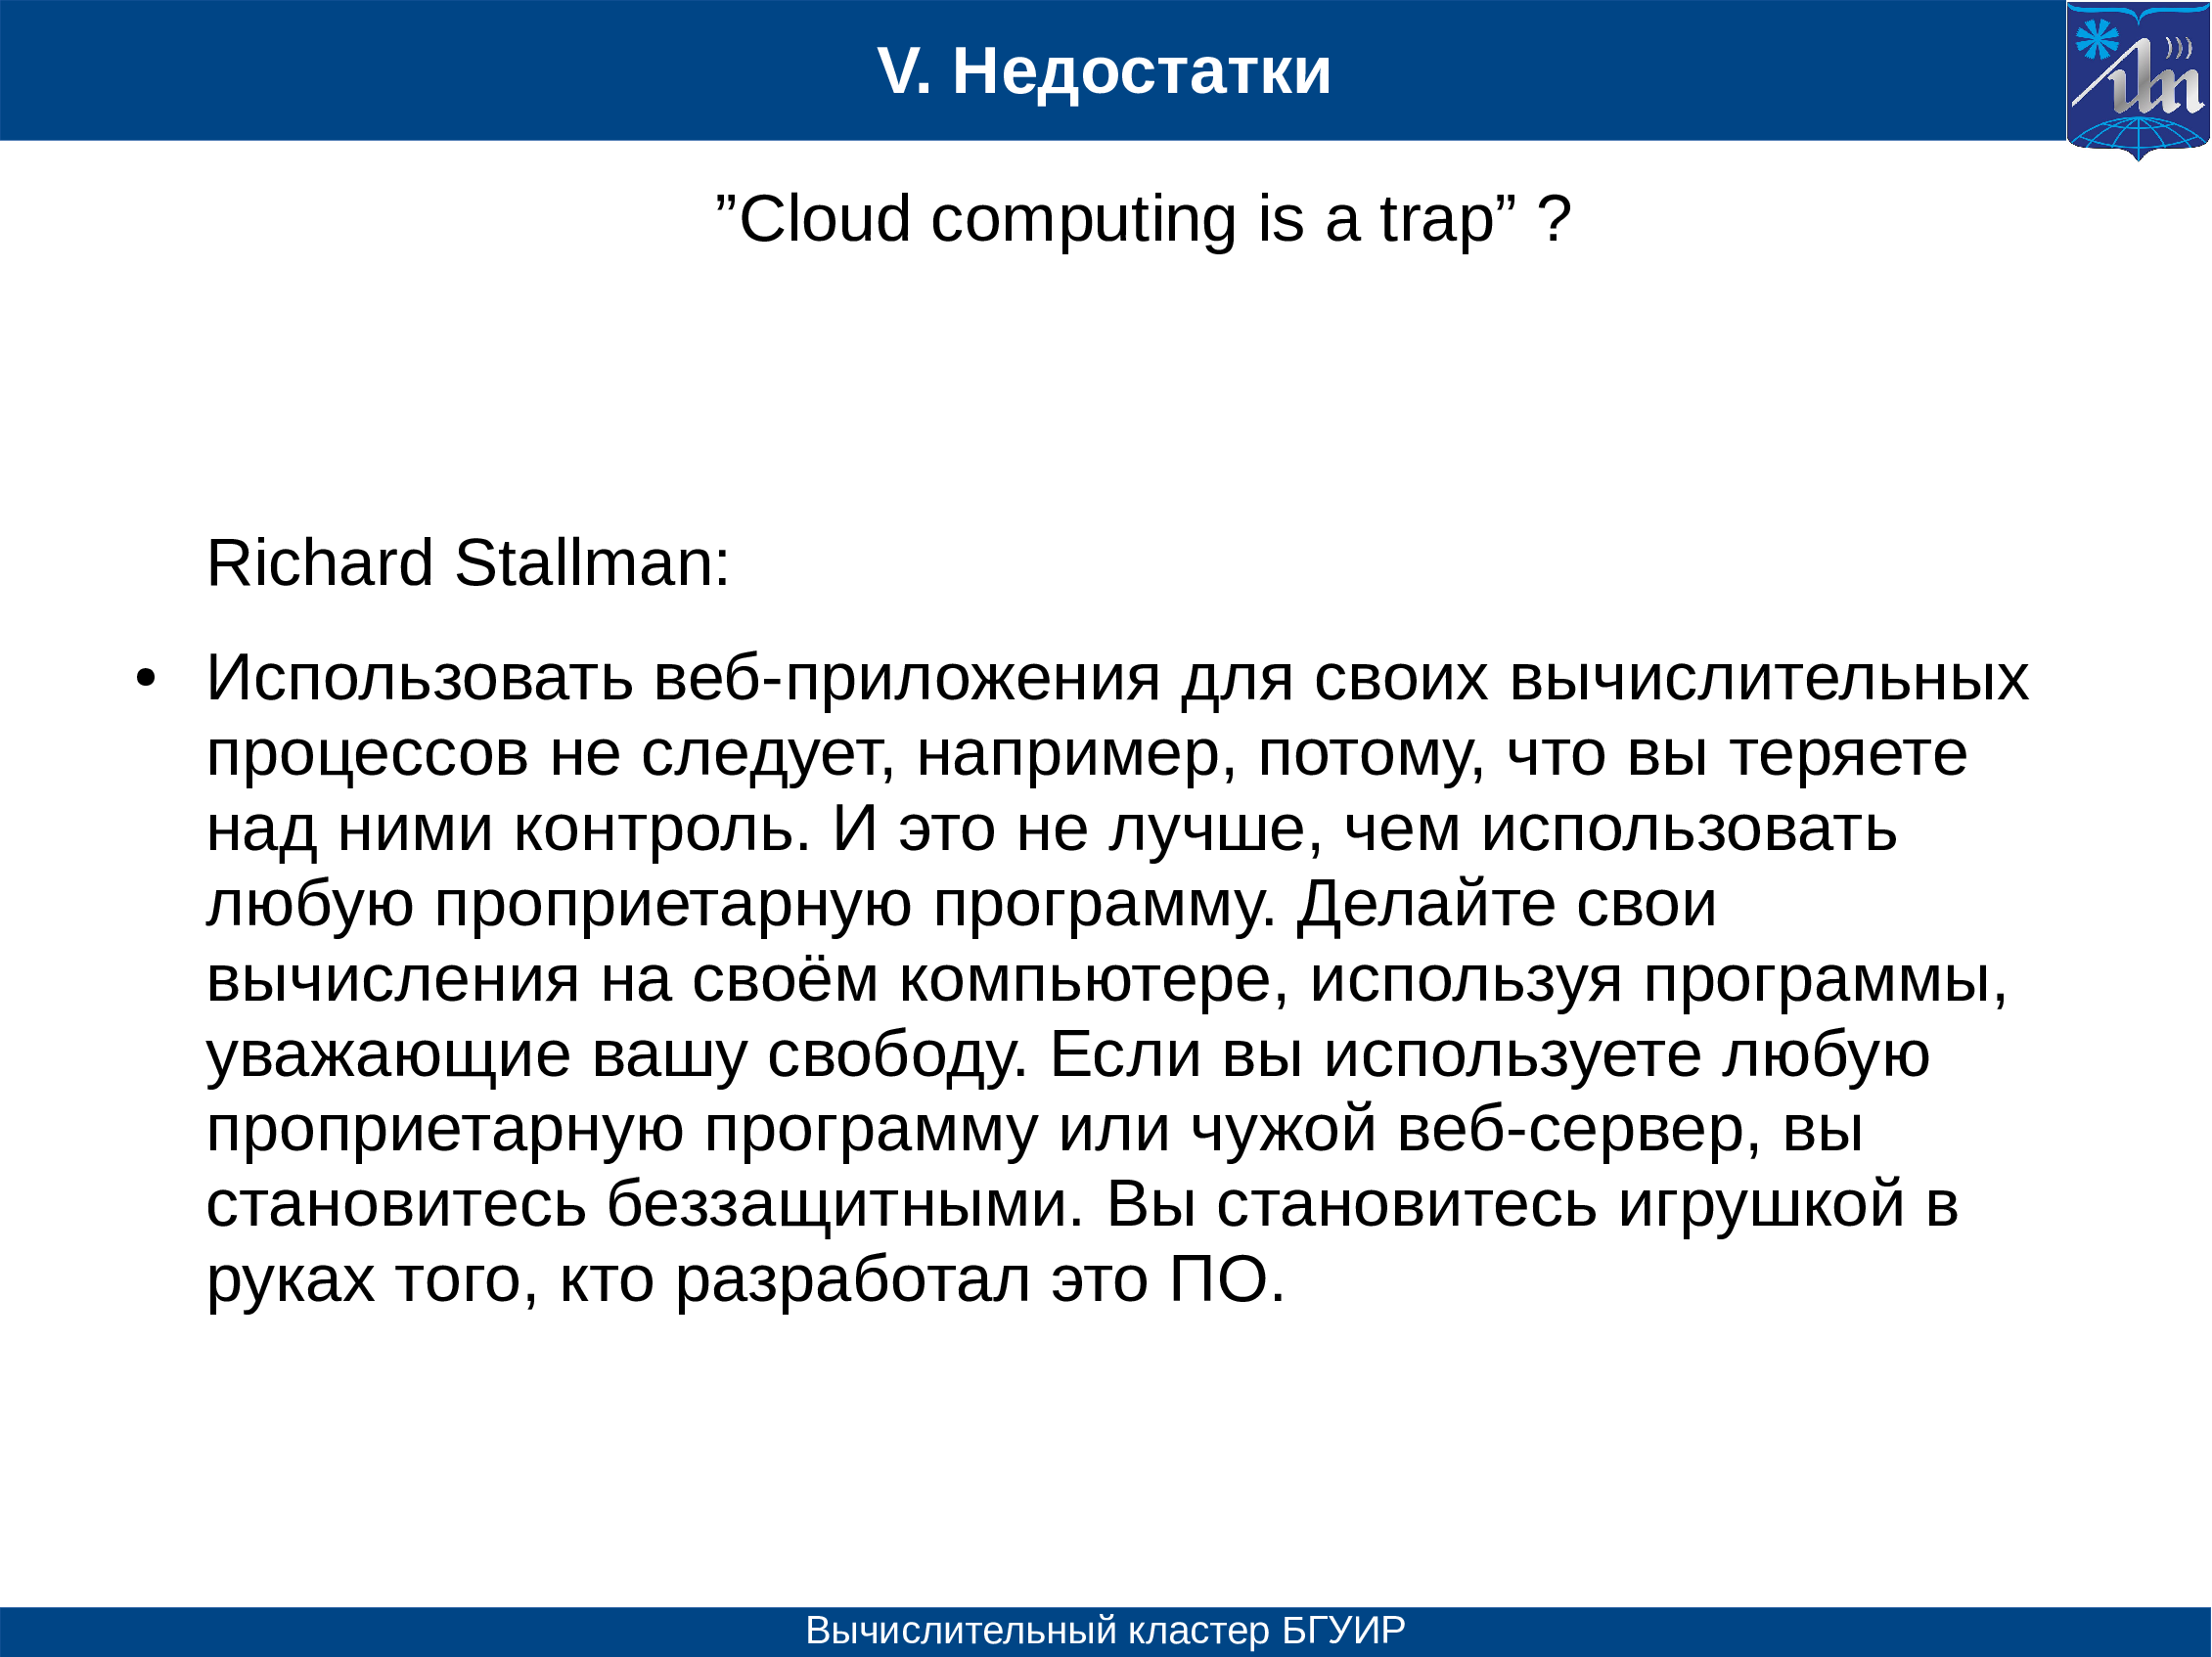 V. Недостатки
”Cloud computing is a trap” ?
Richard Stallman:
• Использовать веб-приложения для своих вычислительных
процессов не следует, например, потому, что вы теряете
над ними контроль. И это не лучше, чем использовать
любую проприетарную программу. Делайте свои
вычисления на своём компьютере, используя программы,
уважающие вашу свободу. Если вы используете любую
проприетарную программу или чужой веб-сервер, вы
становитесь беззащитными. Вы становитесь игрушкой в
руках того, кто разработал это ПО.
Вычислительный кластер БГУИР